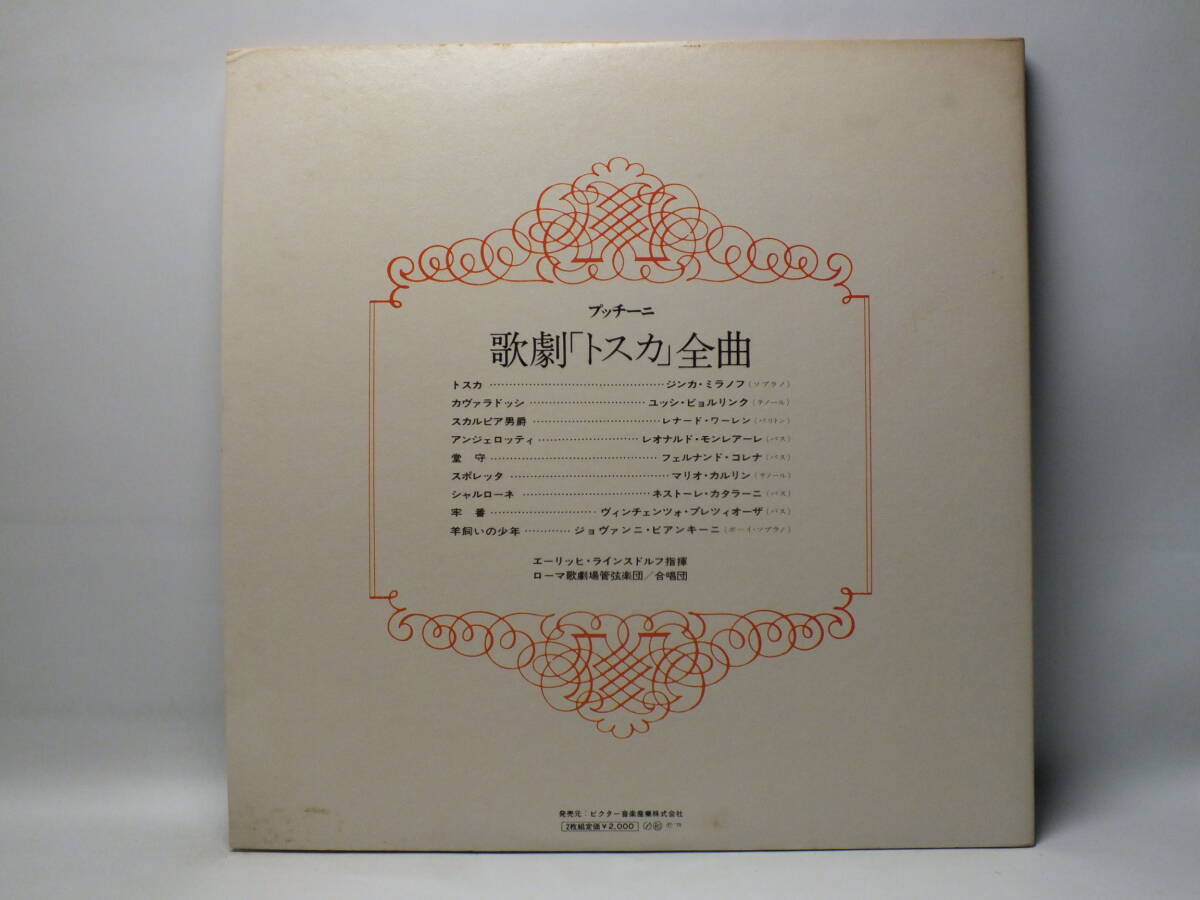 プッチーニ
歌劇「トスカ」全曲
トスカ ジンカ・ミラノフ(ソプラノ)
カヴァラドッシ ユッシ・ビョルリンク(テノール)
スカルピア男爵 レナード・ワーレン(バリトン)
アンジェロッティ レオナルド・モンレアーレ(バス)
堂守 フェルナンド・コレナ(バス)
スポレッタ マリオ・カルリン(テノール)
シャルローネ ネストーレ・カタラーニ(バス)
牢番 ヴィンチェンツォ・プレツィオーザ(バス)
羊飼いの少年 ジョヴァンニ・ビアンキーニ(ボーイ・ソプラノ)
エーリッヒ・ラインスドルフ指揮
ローマ歌劇場管弦楽団/合唱団
発売元:ビクター音楽産業株式会社
2枚組定価¥2,000